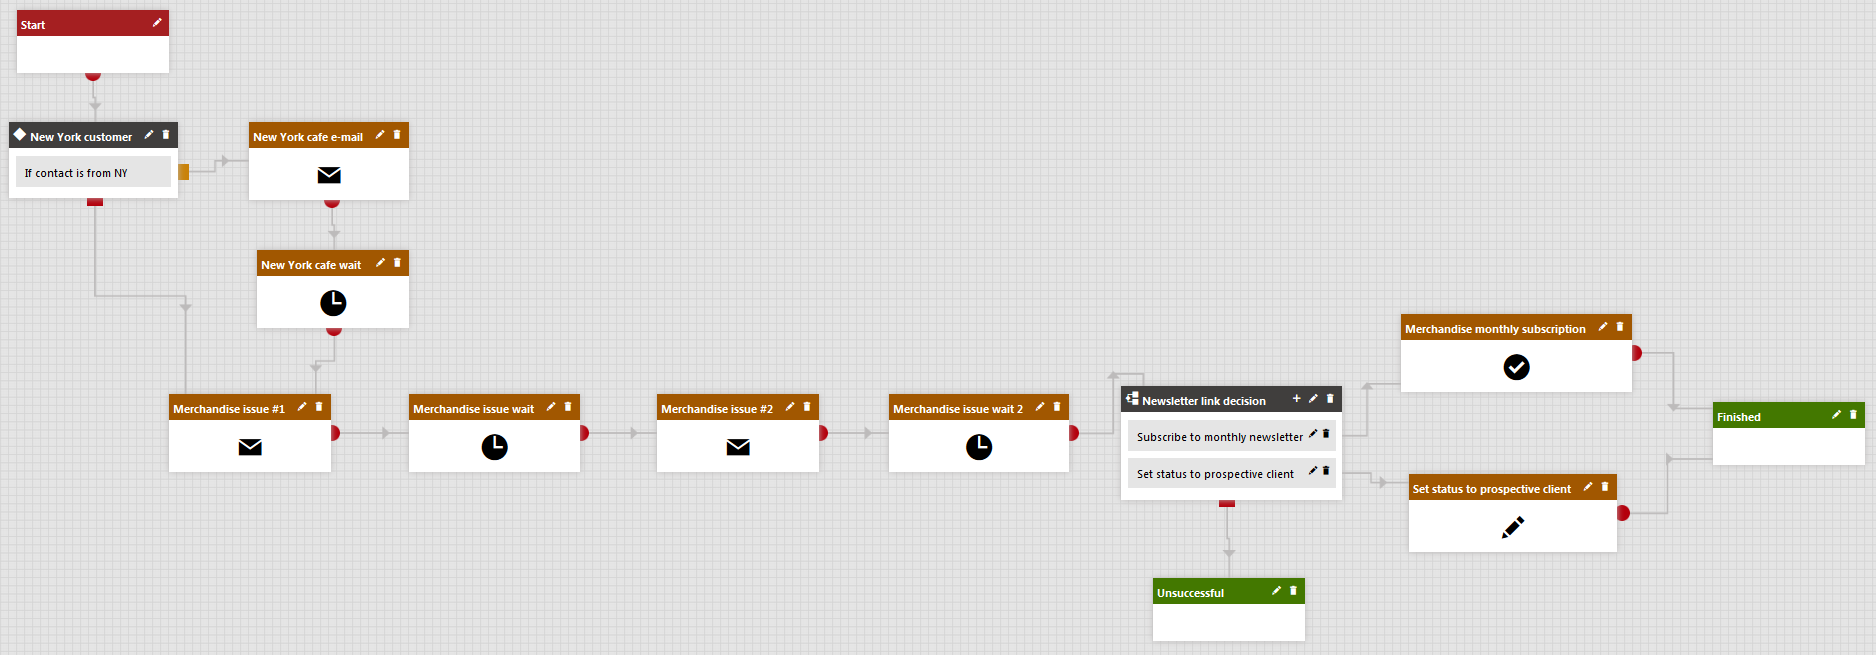 Start
New York customer
If contact is from NY
New York cafe e-mail
New York cafe wait
Merchandise issue #1
Merchandise issue wait
Merchandise issue #2
Merchandise issue wait 2
Newsletter link decision
Subscribe to monthly newsletter
Set status to prospective client
Merchandise monthly subscription
Set status to prospective client
Finished
Unsuccessful